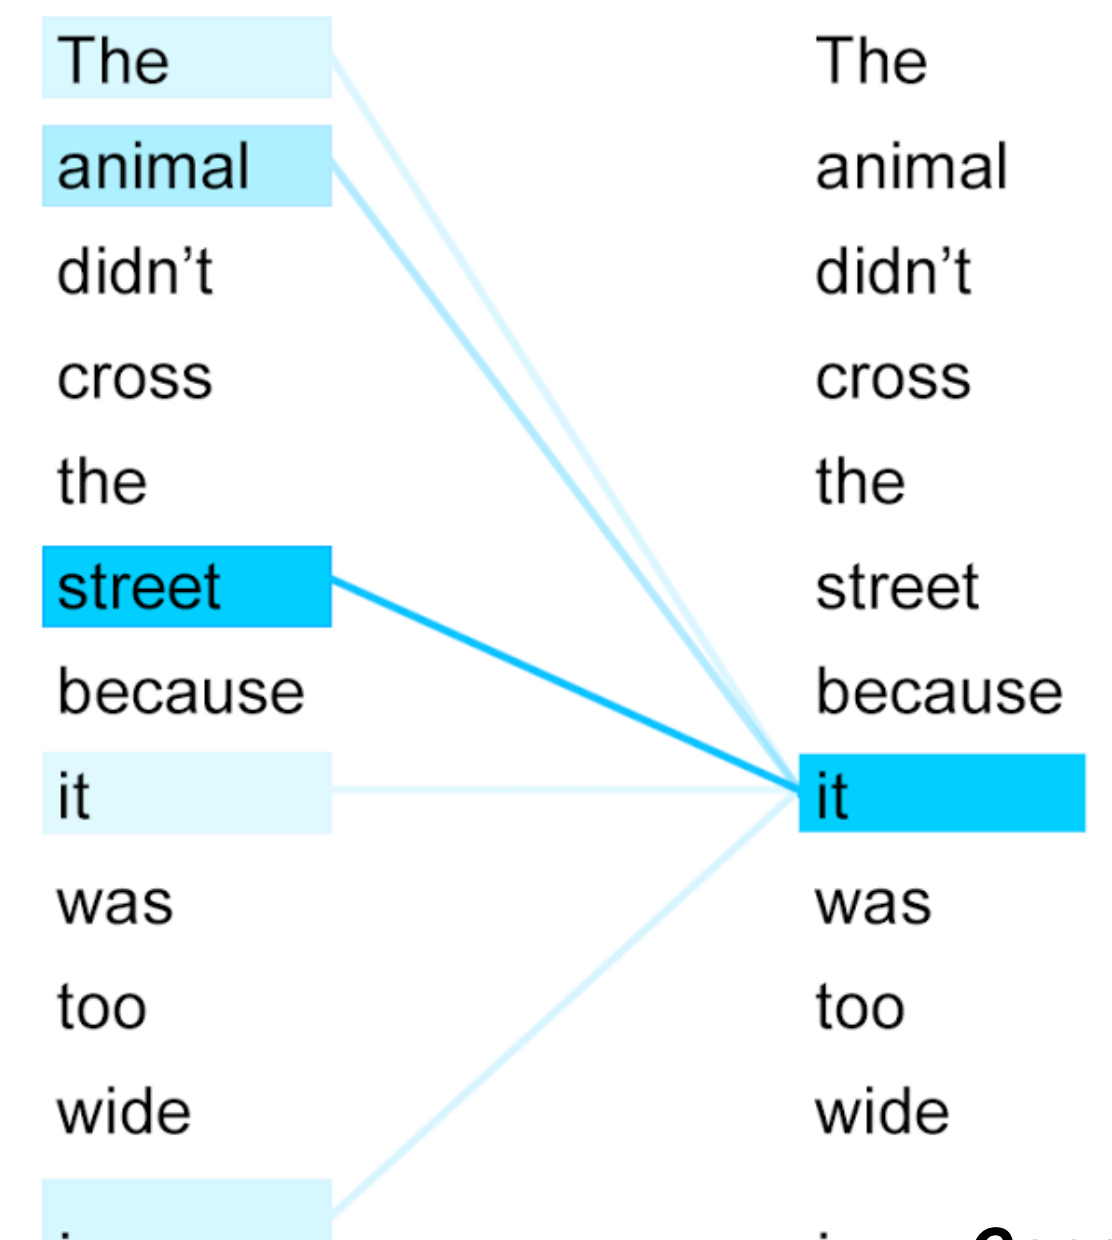 The The
animal animal
didn’t didn’t
cross cross
the the
street street
because because
it it
was was
too too
wide wide